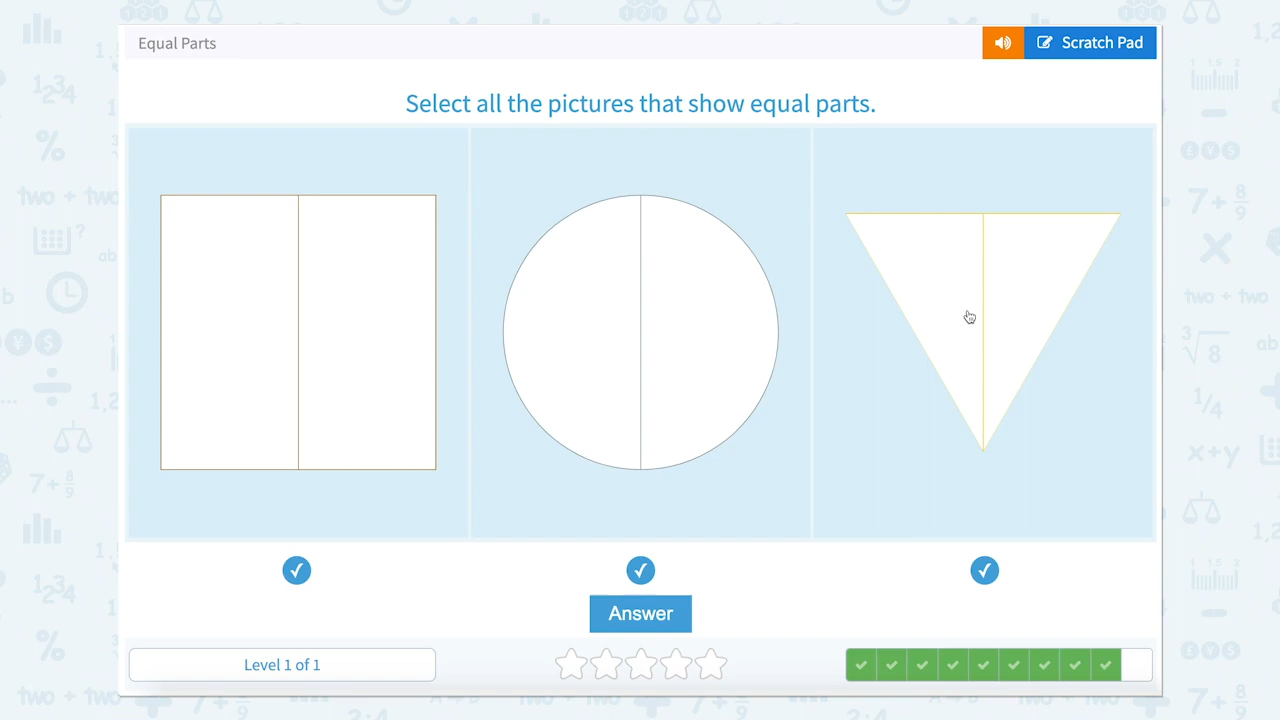 Equal Parts
Scratch Pad
Select all the pictures that show equal parts.
Answer
Level 1 of 1